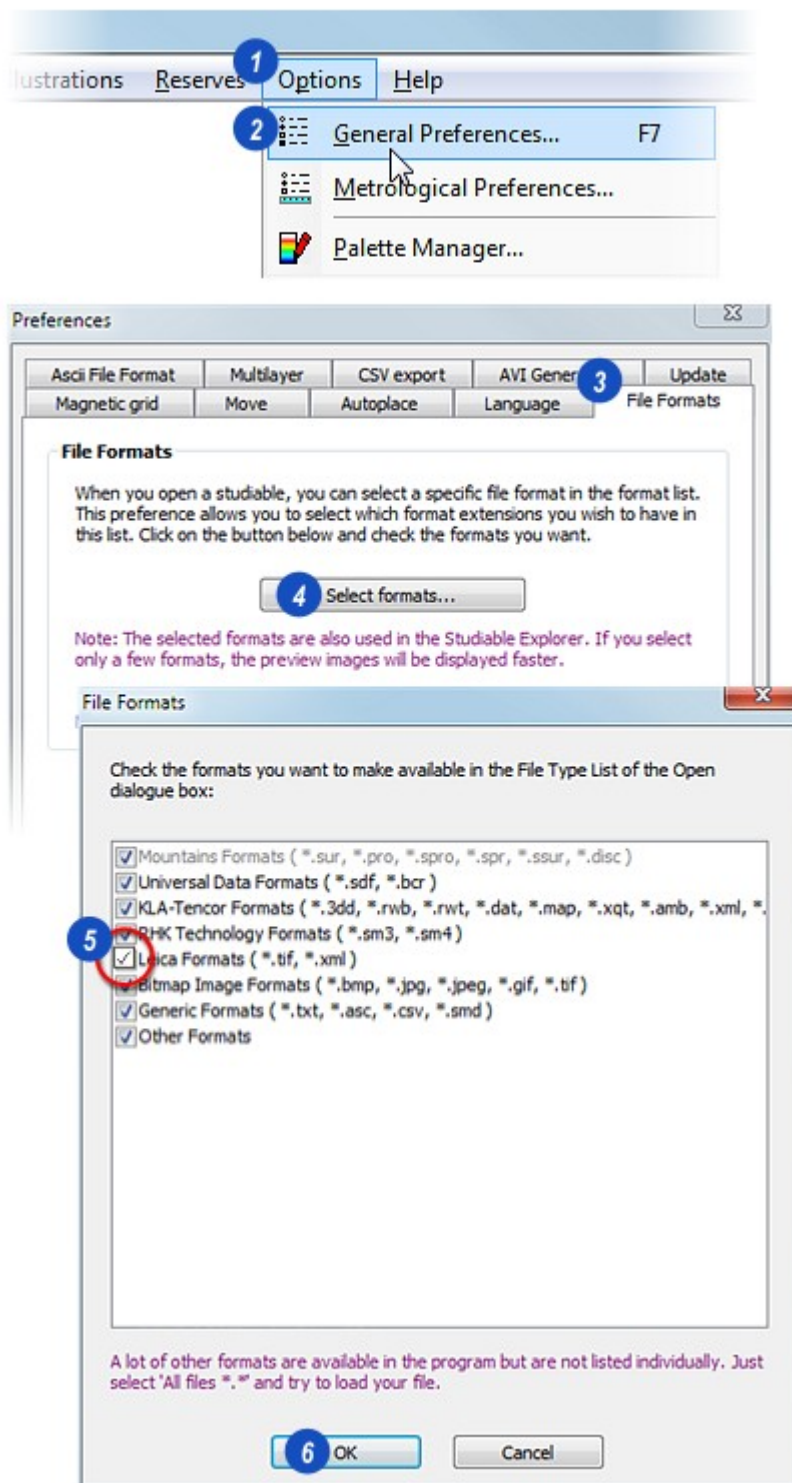 1
ustrations Reserves Options Help
2 General Preferences... F7
Metrological Preferences...
Palette Manager...
Preferences
Ascii File Format Multilayer CSV export AVI Gener 3 Update
Magnetic grid Move Autoplace Language File Formats
File Formats
When you open a studiable, you can select a specific file format in the format list.
This preference allows you to select which format extensions you wish to have in
this list. Click on the button below and check the formats you want.
4 Select formats...
Note: The selected formats are also used in the Studiable Explorer. If you select
only a few formats, the preview images will be displayed faster.
File Formats
Check the formats you want to make available in the File Type List of the Open
dialogue box:
Mountains Formats ( *.sur, *.pro, *.spro, *.spr, *.ssur, *.disc )
Universal Data Formats ( *.sdf, *.bcr )
KLA-Tencor Formats ( *.3dd, *.rwb, *.rwt, *.dat, *.map, *.xqt, *.amb, *.xml, *.
5 RHK Technology Formats ( *.sm3, *.sm4 )
Leica Formats ( *.tif, *.xml )
Bitmap Image Formats ( *.bmp, *.jpg, *.jpeg, *.gif, *.tif )
Generic Formats ( *.txt, *.asc, *.csv, *.smd )
Other Formats
A lot of other formats are available in the program but are not listed individually. Just
select 'All files *.*' and try to load your file.
6 OK Cancel